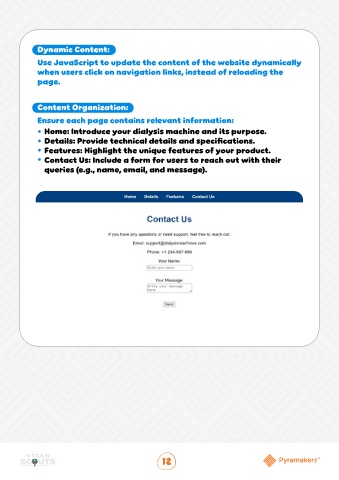 Dynamic Content:
Use JavaScript to update the content of the website dynamically
when users click on navigation links, instead of reloading the
page.
Content Organization:
Ensure each page contains relevant information:
• Home: Introduce your dialysis machine and its purpose.
• Details: Provide technical details and specifications.
• Features: Highlight the unique features of your product.
• Contact Us: Include a form for users to reach out with their
queries (e.g., name, email, and message).
Home Details Features Contact Us
Contact Us
If you have any questions or need support, feel free to reach out:
Email: support@dialysismachines.com
Phone: +1 234-567-890
Your Name:
Enter your name
Your Message:
Write your message
here
Send
STEAM
SCOUTS
12
Pyramakerz